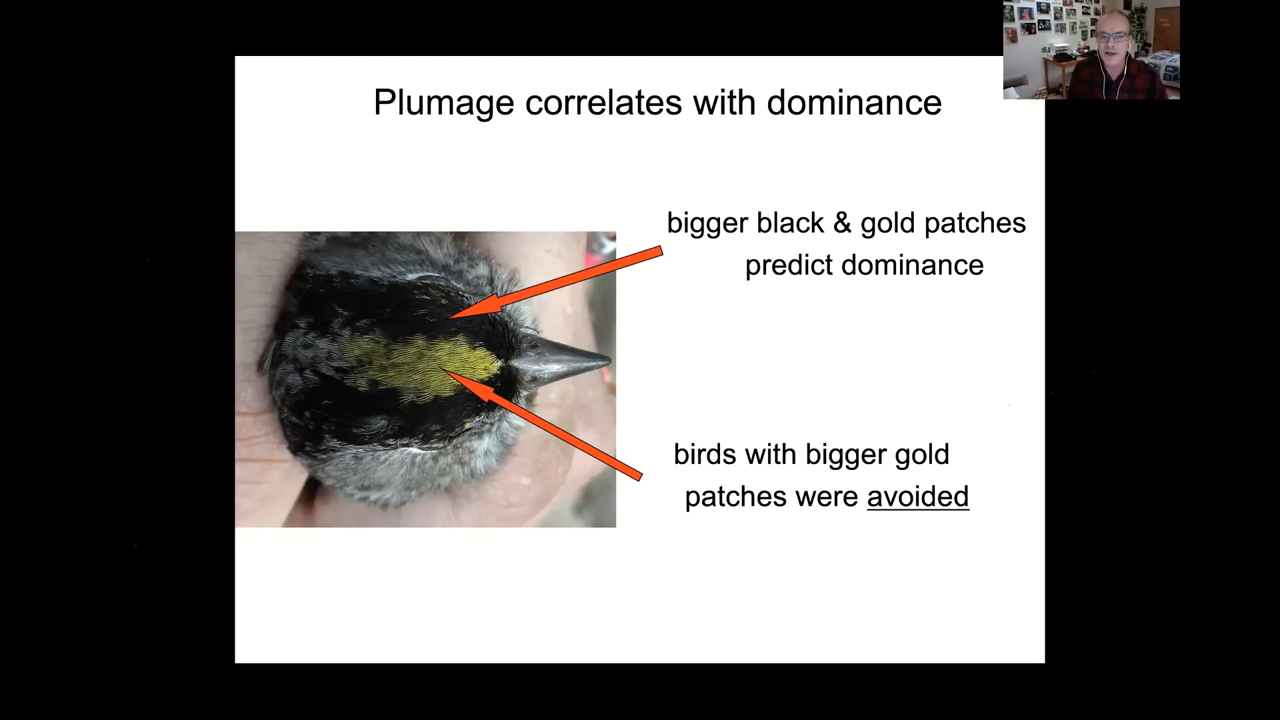 Plumage correlates with dominance
bigger black & gold patches
predict dominance
birds with bigger gold
patches were avoided